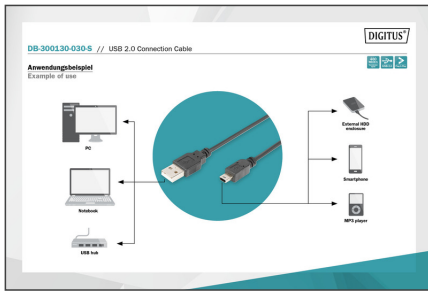 DIGITUS®
DB-300130-030-S // USB 2.0 Connection Cable
Anwendungsbeispiel
Example of use
PC
Notebook
USB hub
External HDD
enclosure
Smartphone
MP3 player